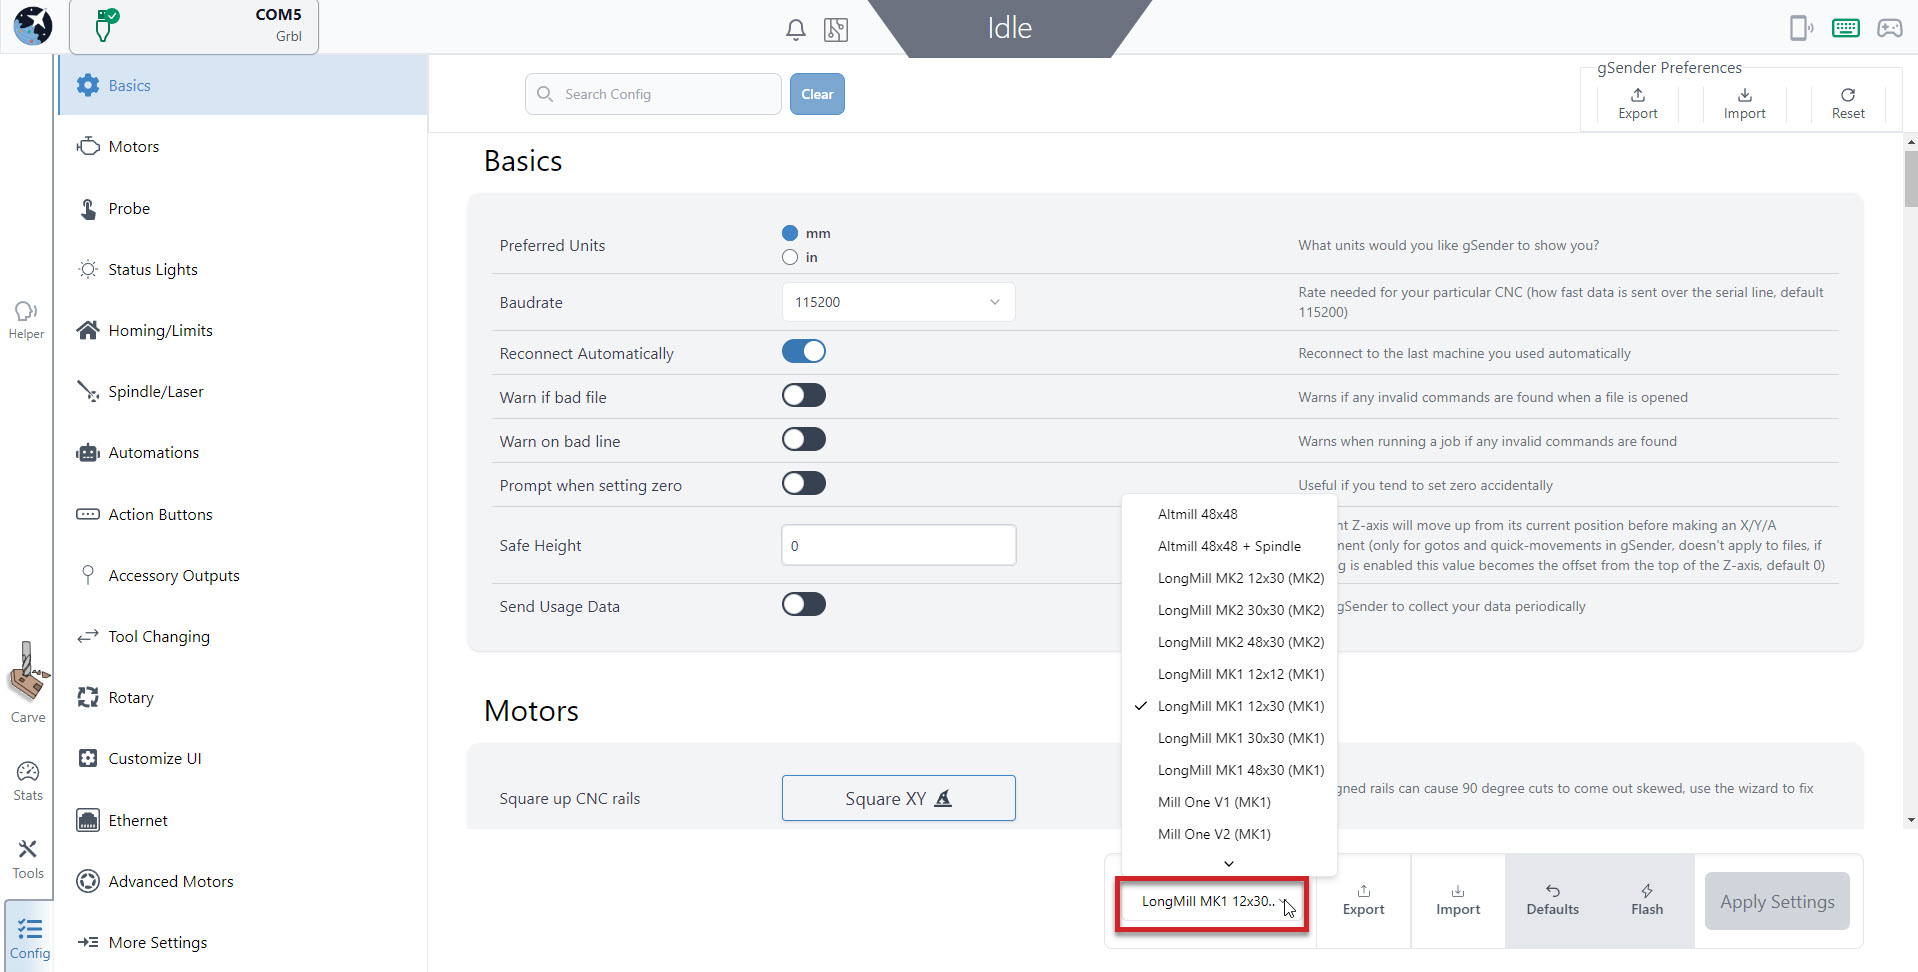 COM5
Grbl
Idle
Helper
Carve
Stats
Tools
Config
Basics
Motors
Probe
Status Lights
Homing/Limits
Spindle/Laser
Automations
Action Buttons
Accessory Outputs
Tool Changing
Rotary
Customize UI
Ethernet
Advanced Motors
More Settings
Search Config
Clear
gSender Preferences
Export
Import
Reset
Basics
Preferred Units
mm
in
What units would you like gSender to show you?
Baudrate
115200
Rate needed for your particular CNC (how fast data is sent over the serial line, default
115200)
Reconnect Automatically
Reconnect to the last machine you used automatically
Warn if bad file
Warns if any invalid commands are found when a file is opened
Warn on bad line
Warns when running a job if any invalid commands are found
Prompt when setting zero
Useful if you tend to set zero accidentally
Safe Height
0
Z-axis will move up from its current position before making an X/Y/A
(only for gotos and quick-movements in gSender, doesn't apply to files, if
is enabled this value becomes the offset from the top of the Z-axis, default 0)
Send Usage Data
gSender to collect your data periodically
Motors
Square up CNC rails
Square XY
rails can cause 90 degree cuts to come out skewed, use the wizard to fix
Altmill 48x48
Altmill 48x48 + Spindle
LongMill MK2 12x30 (MK2)
LongMill MK2 30x30 (MK2)
LongMill MK2 48x30 (MK2)
LongMill MK1 12x12 (MK1)
LongMill MK1 12x30 (MK1)
LongMill MK1 30x30 (MK1)
LongMill MK1 48x30 (MK1)
Mill One V1 (MK1)
Mill One V2 (MK1)
LongMill MK1 12x30..
Export
Import
Defaults
Flash
Apply Settings